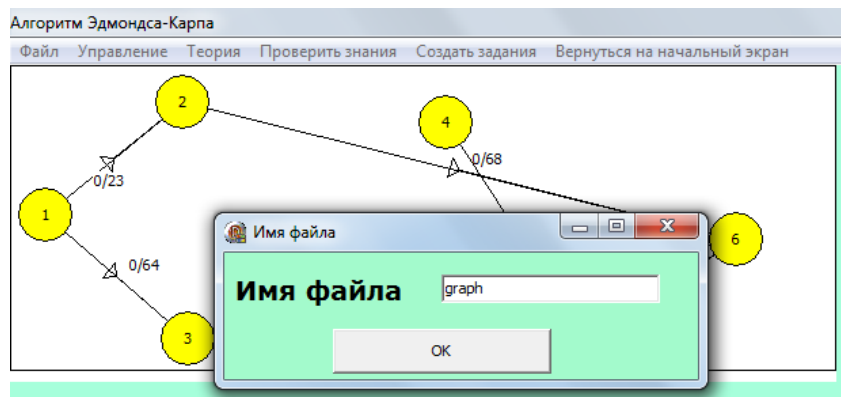 Алгоритм Эдмондса-Карпа
Файл Управление Теория Проверить знания Создать задания Вернуться на начальный экран
2
4
0/68
0/23
1
Имя файла
6
0/64
Имя файла graph
3
OK